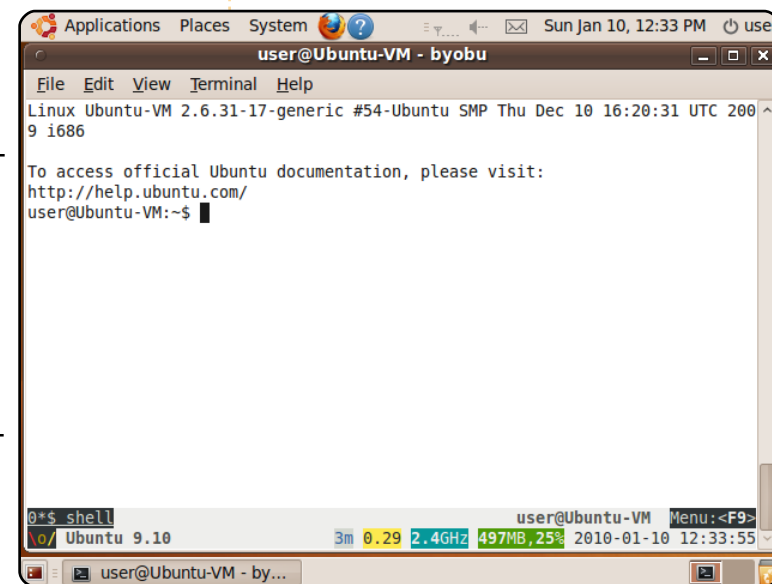 Applications Places System Sun Jan 10, 12:33 PM use
user@Ubuntu-VM - byobu
File Edit View Terminal Help
Linux Ubuntu-VM 2.6.31-17-generic #54-Ubuntu SMP Thu Dec 10 16:20:31 UTC 200
9 i686
To access official Ubuntu documentation, please visit:
http://help.ubuntu.com/
user@Ubuntu-VM:~$
0*$ shell user@Ubuntu-VM Menu:<F9>
\o/ Ubuntu 9.10 3m 0.29 2.4GHz 497MB,25% 2010-01-10 12:33:55
user@Ubuntu-VM - by...